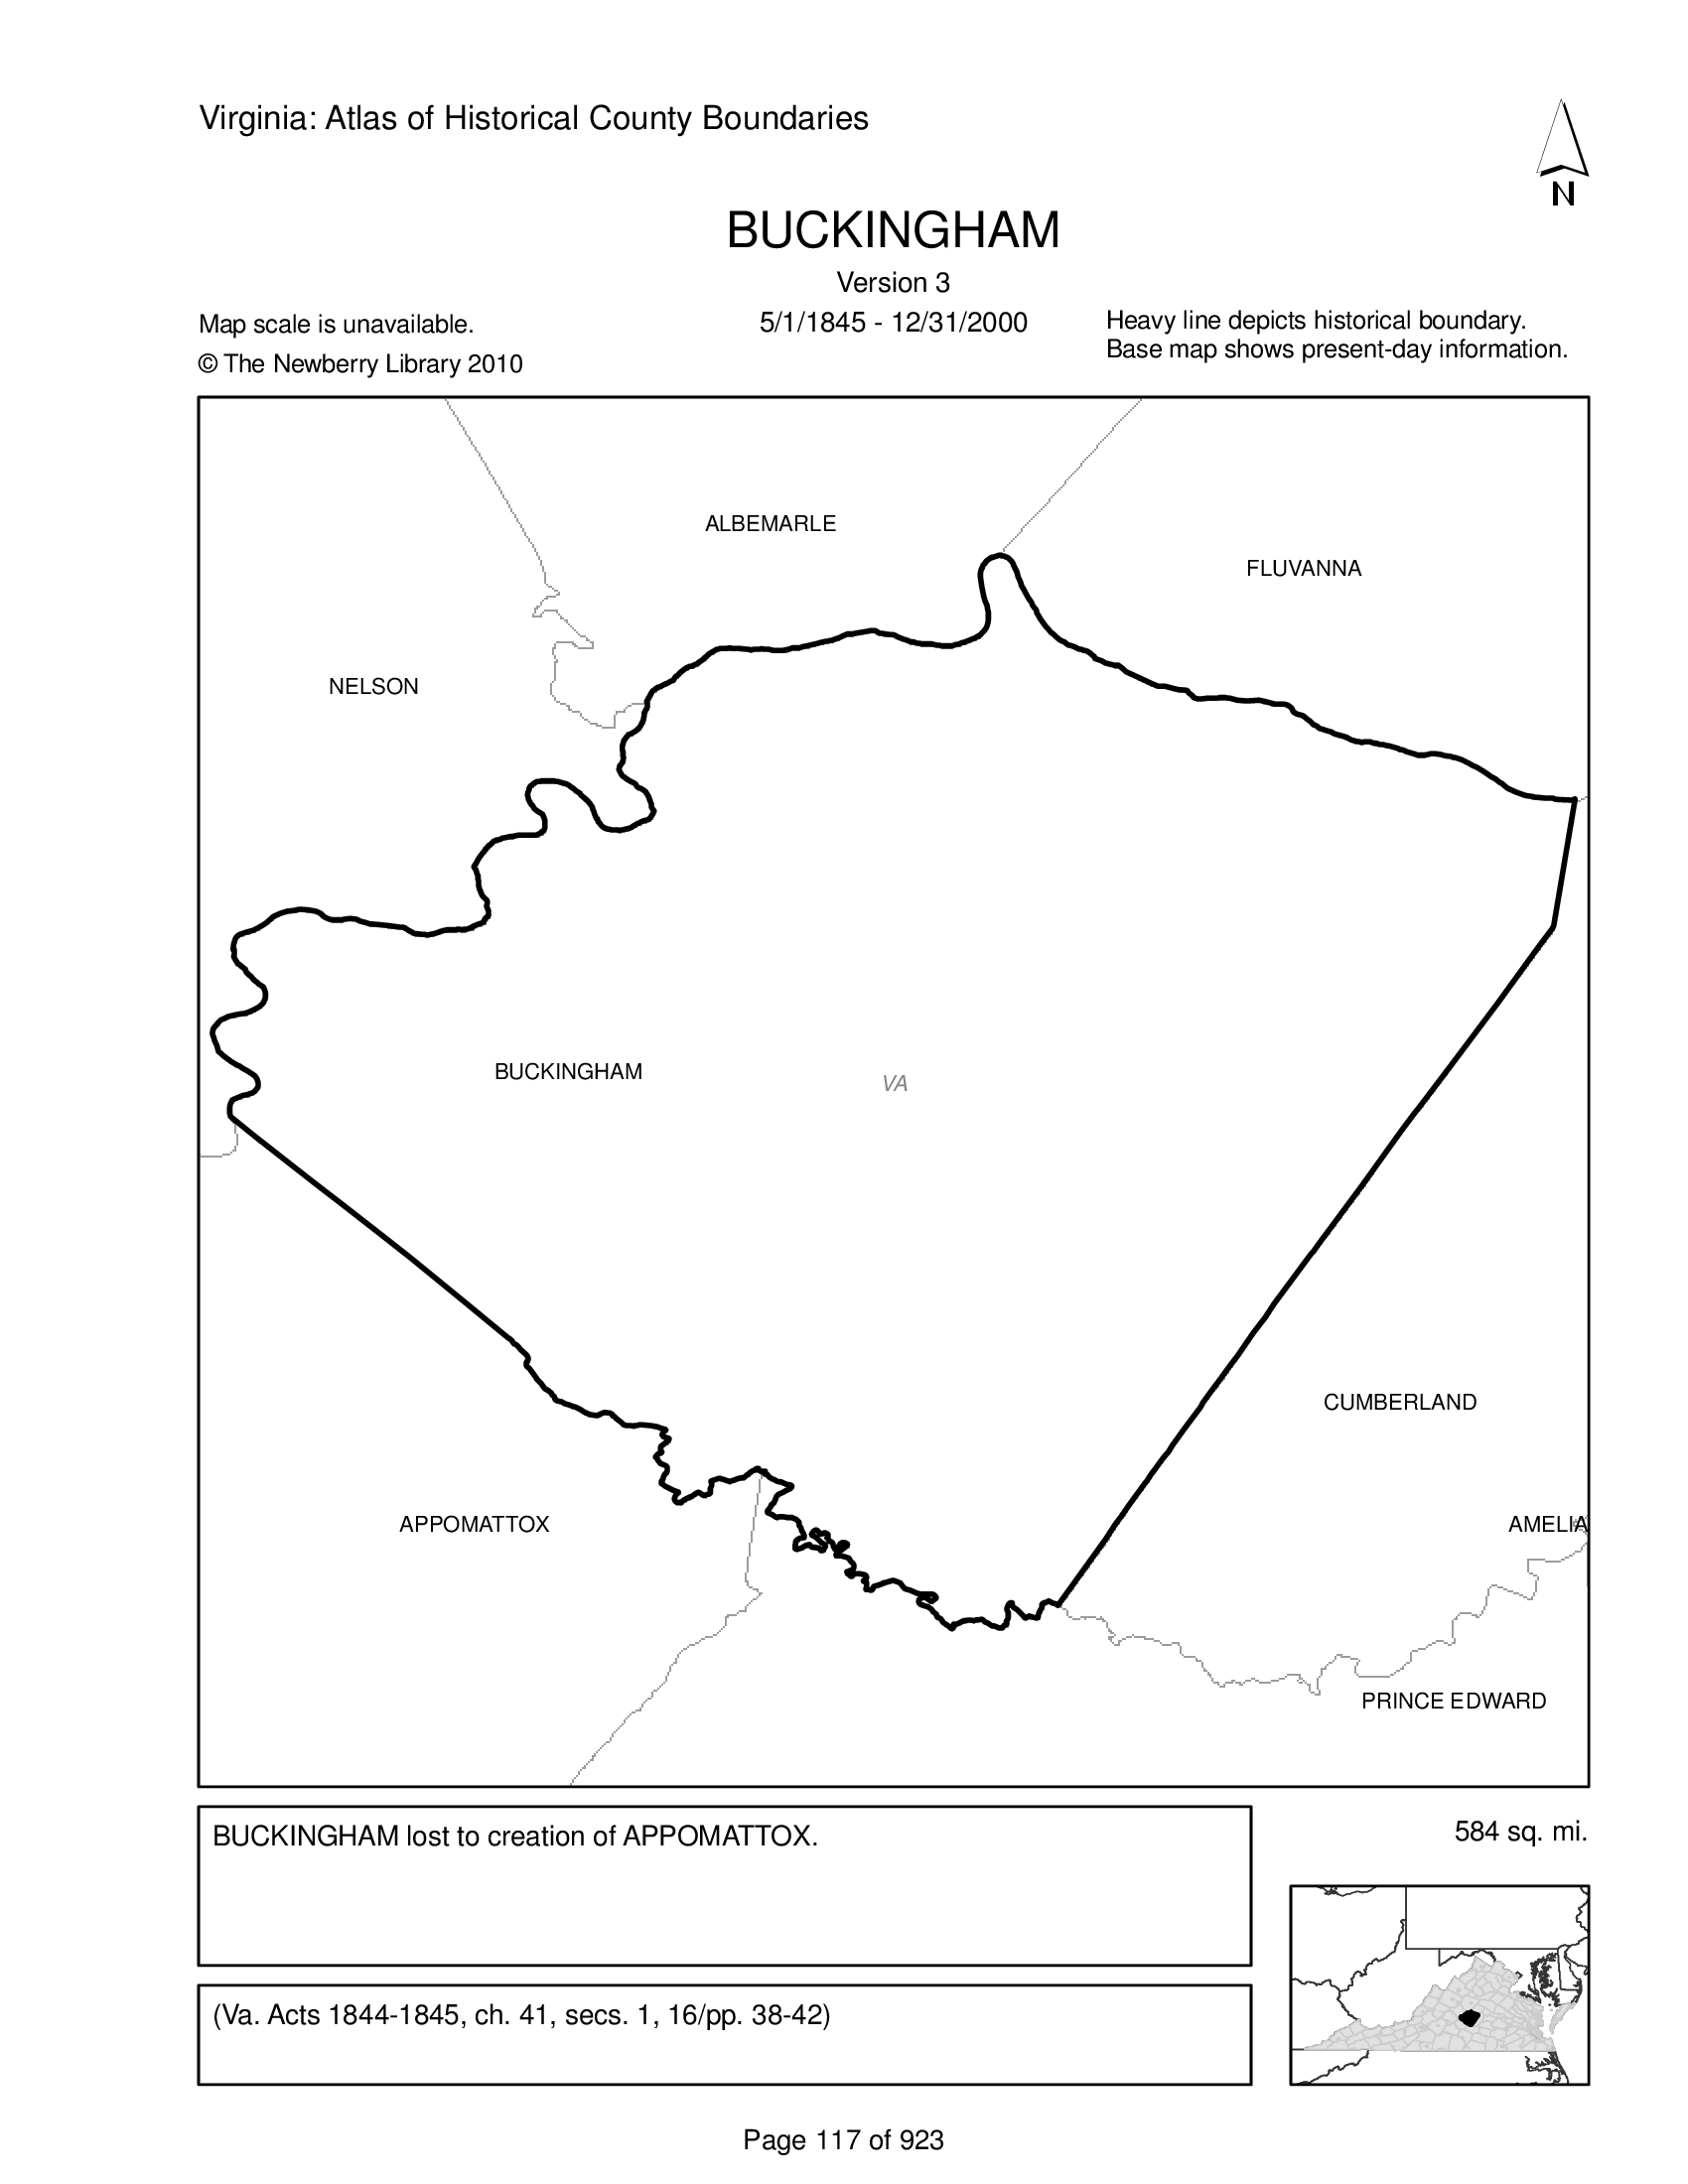 Virginia: Atlas of Historical County Boundaries
N
BUCKINGHAM
Version 3
5/1/1845 - 12/31/2000
Map scale is unavailable.
© The Newberry Library 2010
Heavy line depicts historical boundary.
Base map shows present-day information.
ALBEMARLE
FLUVANNA
NELSON
BUCKINGHAM
VA
CUMBERLAND
APPOMATTOX
AMELIA
PRINCE EDWARD
BUCKINGHAM lost to creation of APPOMATTOX.
584 sq. mi.
(Va. Acts 1844-1845, ch. 41, secs. 1, 16/pp. 38-42)
Page 117 of 923